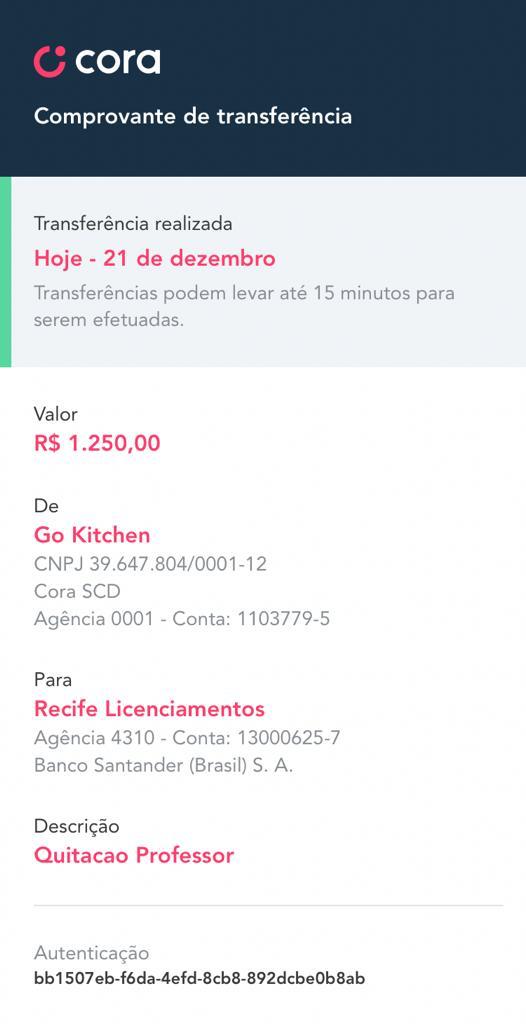 cora
Comprovante de transferência
Transferência realizada
Hoje - 21 de dezembro
Transferências podem levar até 15 minutos para
serem efetuadas.
Valor
R$ 1.250,00
De
Go Kitchen
CNPJ 39.647.804/0001-12
Cora SCD
Agência 0001 - Conta: 1103779-5
Para
Recife Licenciamentos
Agência 4310 - Conta: 13000625-7
Banco Santander (Brasil) S. A.
Descrição
Quitacao Professor
Autenticação
bb1507eb-f6da-4efd-8cb8-892dcbe0b8ab